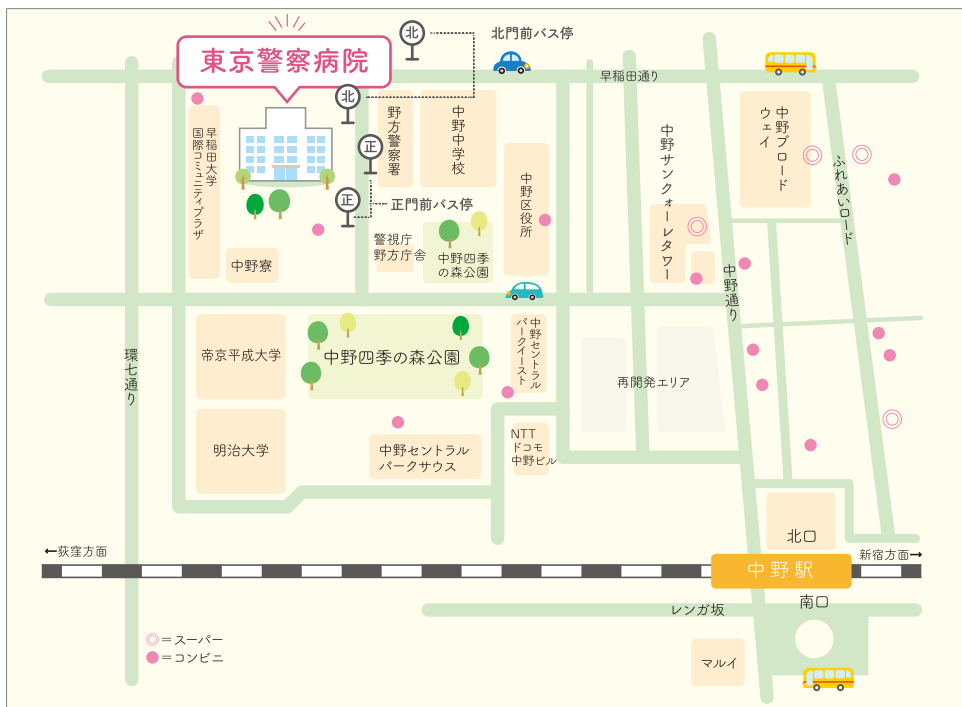 北門前バス停
北
東京警察病院
早稲田通り
北
正
正
正門前バス停
早稲田大学
国際コミュニティプラザ
野方警察署
中野中学校
中野区役所
中野サンクォーレタワー
中野ブロード
ウェイ
ふれあいロード
警視庁
野方庁舎
中野四季
の森公園
中野寮
中野通り
環七通り
帝京平成大学
中野四季の森公園
中野セントラル
パークイースト
再開発エリア
明治大学
中野セントラル
パークサウス
NTT
ドコモ
中野ビル
北口
←荻窪方面
新宿方面→
中野駅
南口
レンガ坂
◎=スーパー
●=コンビニ
マルイ